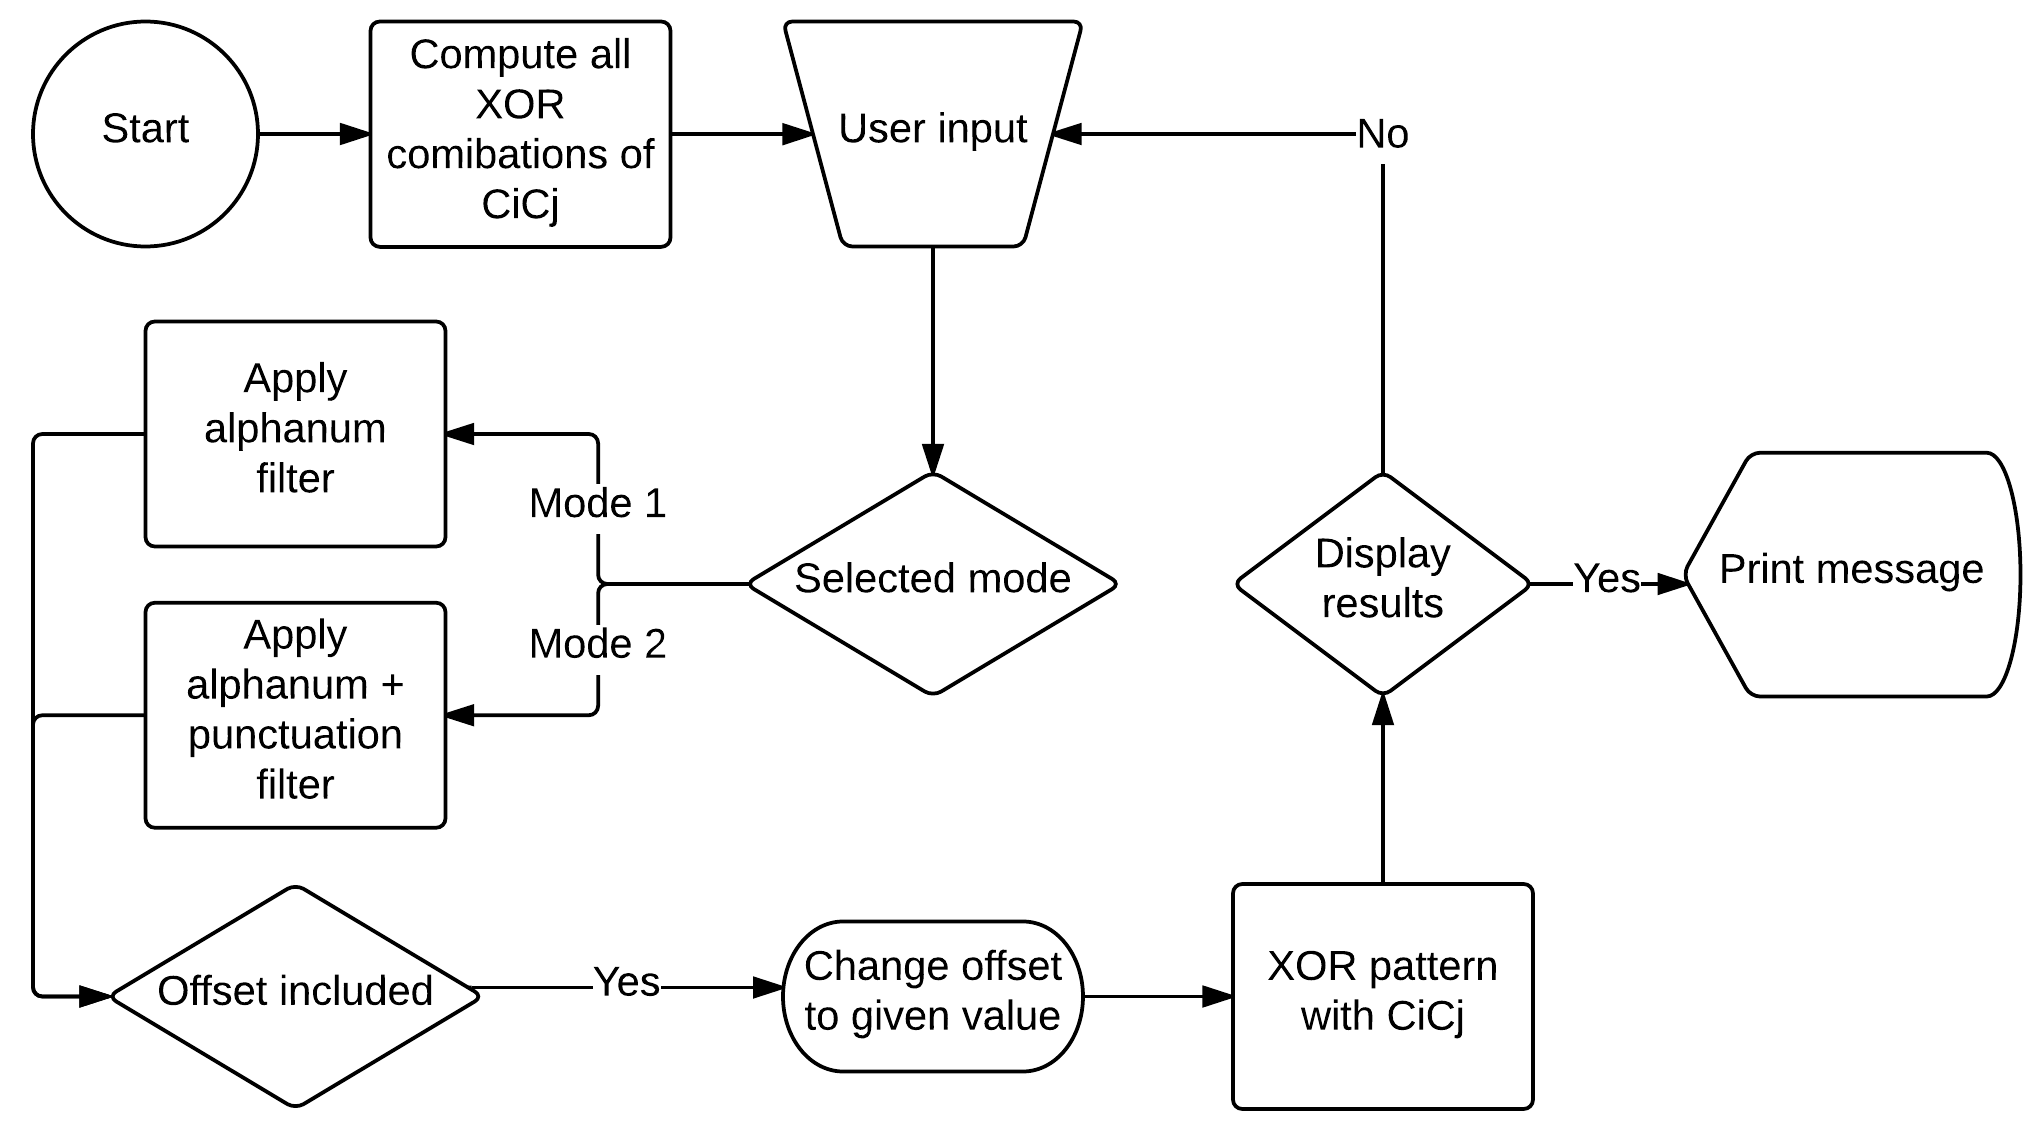 Start
Compute all
XOR
comibations of
CiCj
User input
No
Apply
alphanum
filter
Mode 1
Selected mode
Mode 2
Apply
alphanum +
punctuation
filter
Display
results
Yes
Print message
Offset included
Yes
Change offset
to given value
XOR pattern
with CiCj